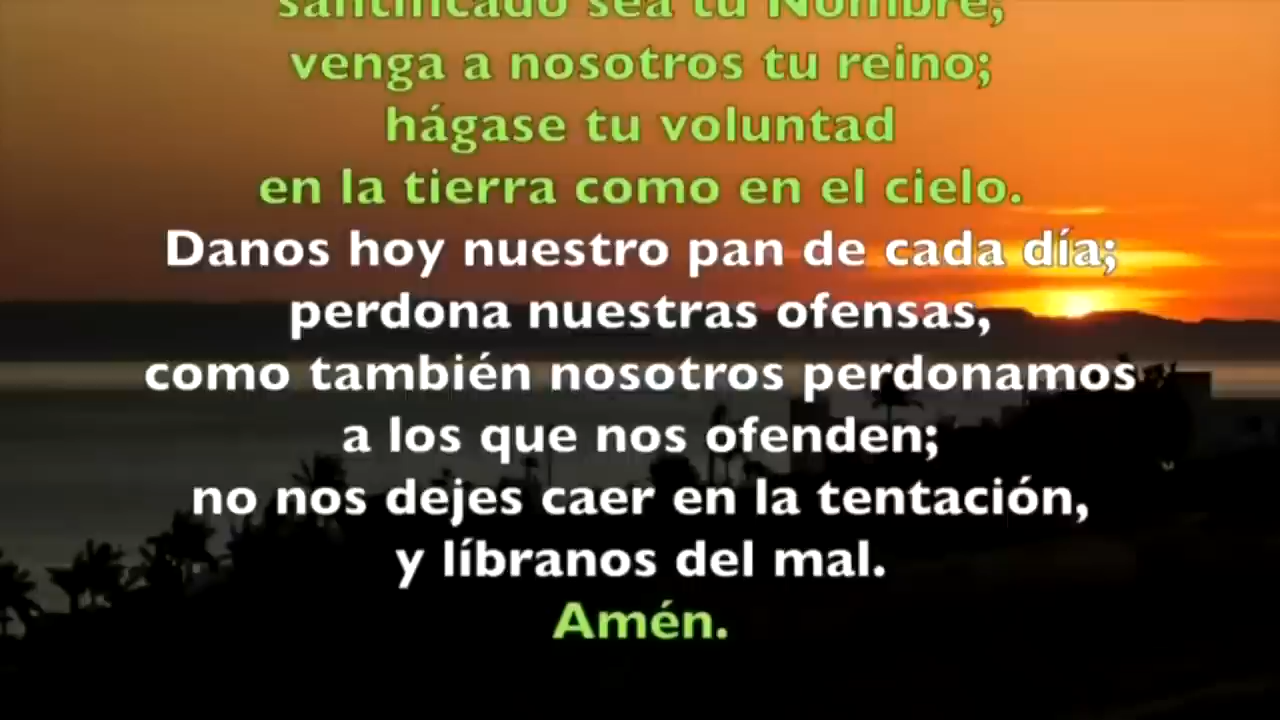 santificado sea tu Nombre;
venga a nosotros tu reino;
hágase tu voluntad
en la tierra como en el cielo.
Danos hoy nuestro pan de cada día;
perdona nuestras ofensas,
como también nosotros perdonamos
a los que nos ofenden;
no nos dejes caer en la tentación,
y líbranos del mal.
Amén.